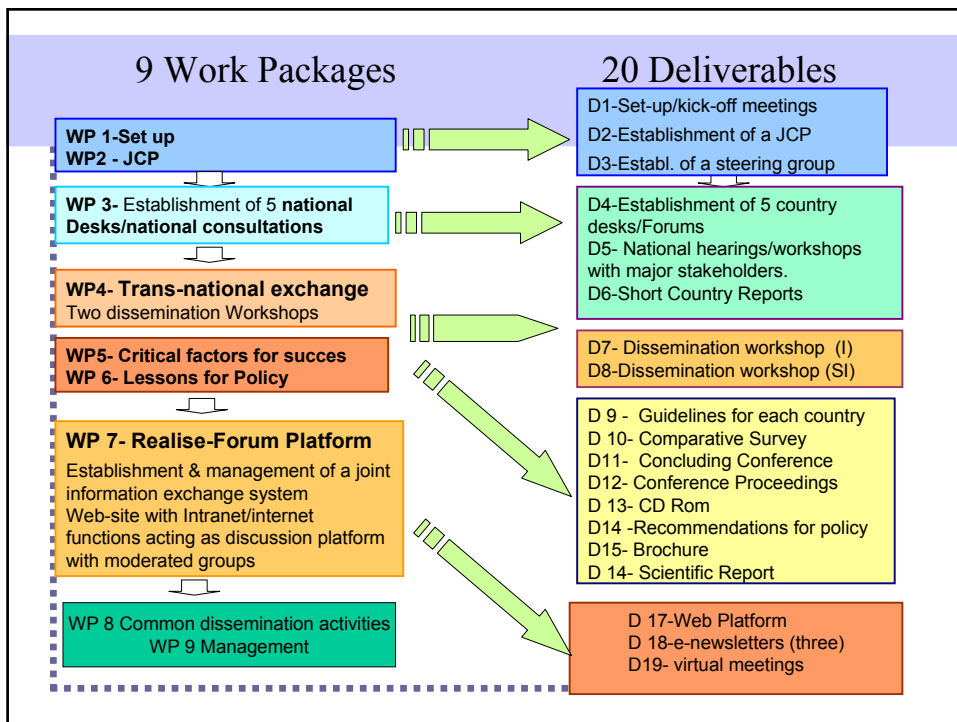 9 Work Packages
WP 1-Set up
WP2 - JCP
WP 3- Establishment of 5 national
Desks/national consultations
WP4- Trans-national exchange
Two dissemination Workshops
WP5- Critical factors for succes
WP 6- Lessons for Policy
WP 7- Realise-Forum Platform
Establishment & management of a joint
information exchange system
Web-site with Intranet/internet
functions acting as discussion platform
with moderated groups
WP 8 Common dissemination activities
WP 9 Management
20 Deliverables
D1-Set-up/kick-off meetings
D2-Establishment of a JCP
D3-Establ. of a steering group
D4-Establishment of 5 country
desks/Forums
D5- National hearings/workshops
with major stakeholders.
D6-Short Country Reports
D7- Dissemination workshop (I)
D8-Dissemination workshop (SI)
D 9 - Guidelines for each country
D 10- Comparative Survey
D11- Concluding Conference
D12- Conference Proceedings
D 13- CD Rom
D14 -Recommendations for policy
D15- Brochure
D 14- Scientific Report
D 17-Web Platform
D 18-e-newsletters (three)
D19- virtual meetings